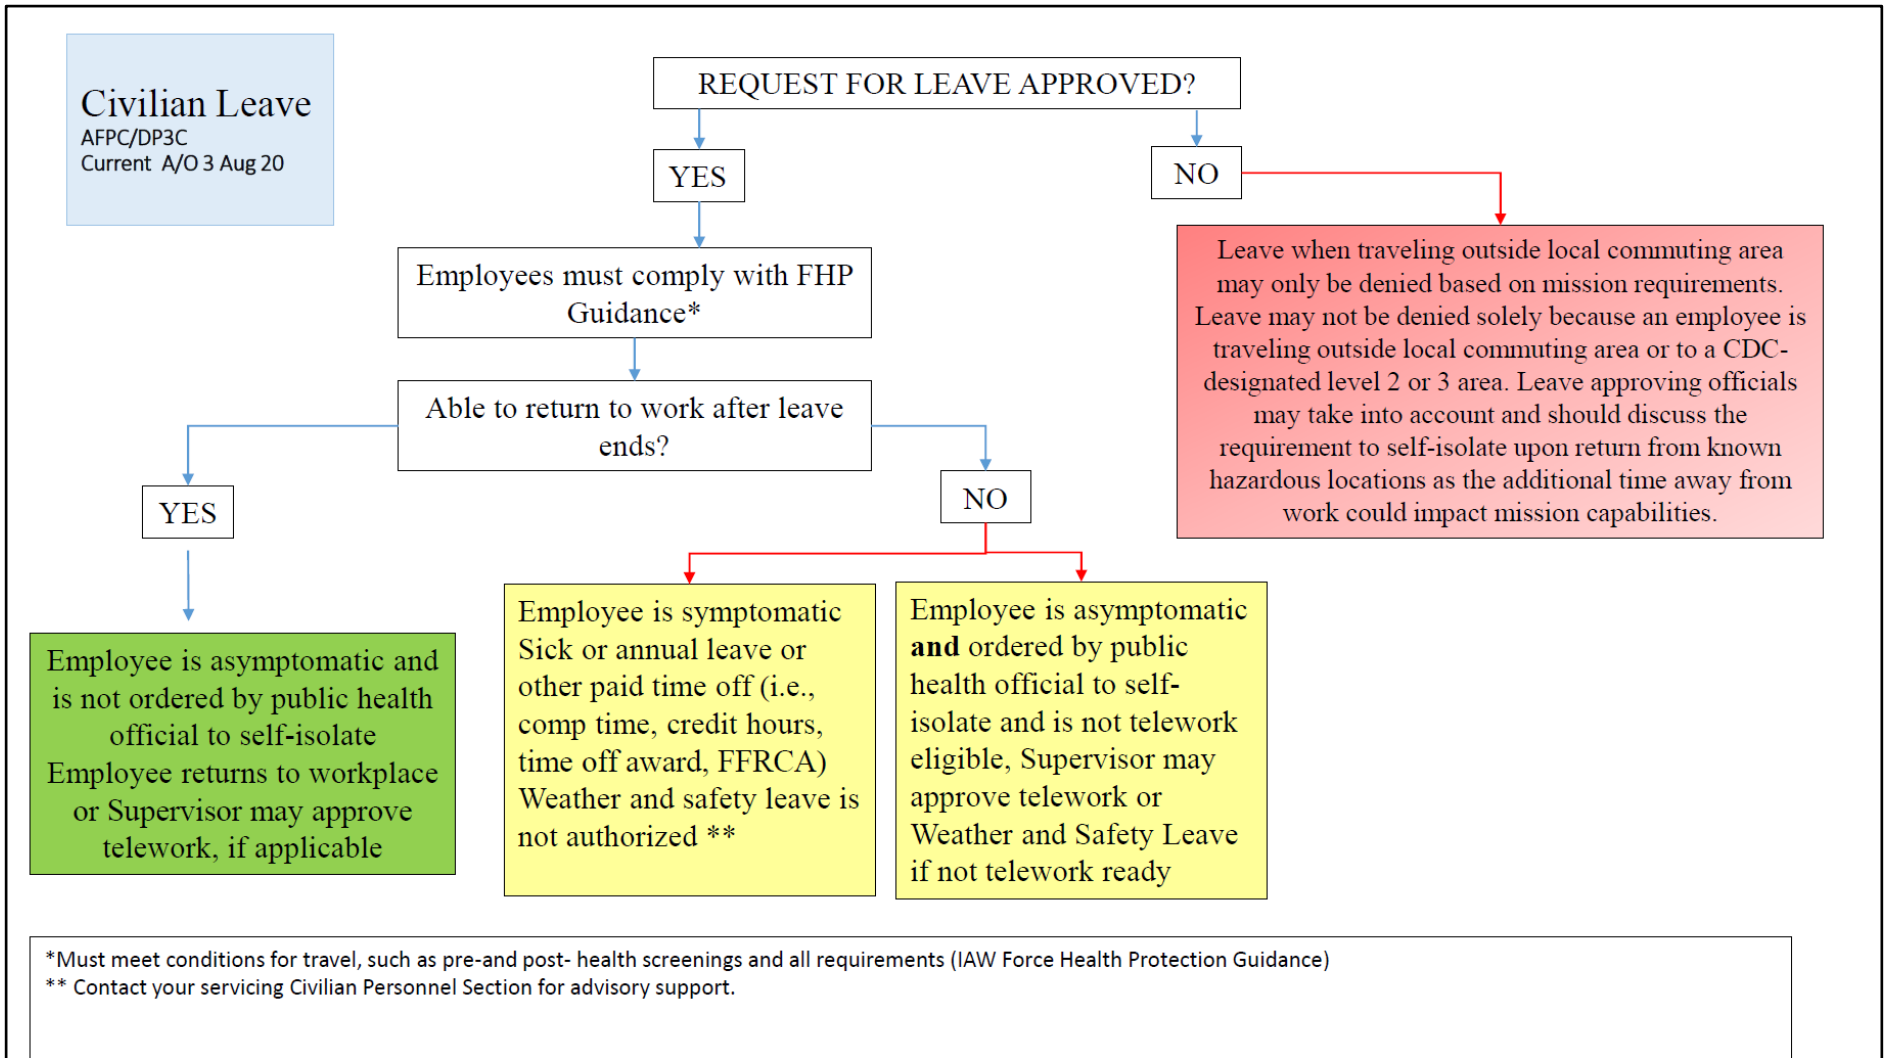 Civilian Leave
AFPC/DP3C
Current A/O 3 Aug 20
REQUEST FOR LEAVE APPROVED?
YES
NO
Employees must comply with FHP
Guidance*
Leave when traveling outside local commuting area
may only be denied based on mission requirements.
Leave may not be denied solely because an employee is
traveling outside local commuting area or to a CDC-
designated level 2 or 3 area. Leave approving officials
may take into account and should discuss the
requirement to self-isolate upon return from known
hazardous locations as the additional time away from
work could impact mission capabilities.
Able to return to work after leave
ends?
YES
NO
Employee is asymptomatic and
is not ordered by public health
official to self-isolate
Employee returns to workplace
or Supervisor may approve
telework, if applicable
Employee is symptomatic
Sick or annual leave or
other paid time off (i.e.,
comp time, credit hours,
time off award, FFRCA)
Weather and safety leave is
not authorized **
Employee is asymptomatic
and ordered by public
health official to self-
isolate and is not telework
eligible, Supervisor may
approve telework or
Weather and Safety Leave
if not telework ready
*Must meet conditions for travel, such as pre-and post- health screenings and all requirements (IAW Force Health Protection Guidance)
** Contact your servicing Civilian Personnel Section for advisory support.